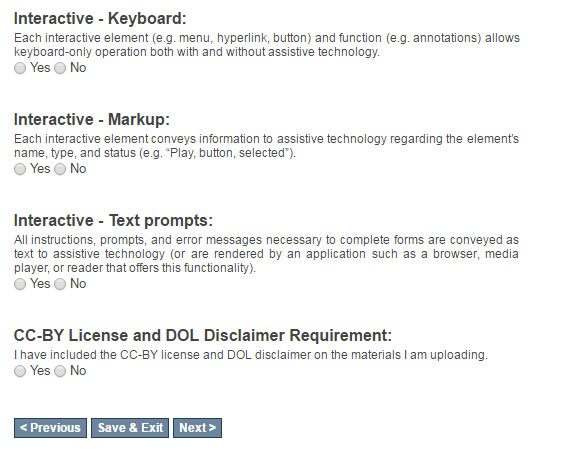 Interactive - Keyboard:
Each interactive element (e.g. menu, hyperlink, button) and function (e.g. annotations) allows
keyboard-only operation both with and without assistive technology.
Yes No
Interactive - Markup:
Each interactive element conveys information to assistive technology regarding the element's
name, type, and status (e.g. “Play, button, selected”).
Yes No
Interactive - Text prompts:
All instructions, prompts, and error messages necessary to complete forms are conveyed as
text to assistive technology (or are rendered by an application such as a browser, media
player, or reader that offers this functionality).
Yes No
CC-BY License and DOL Disclaimer Requirement:
I have included the CC-BY license and DOL disclaimer on the materials I am uploading.
Yes No
< Previous Save & Exit Next >